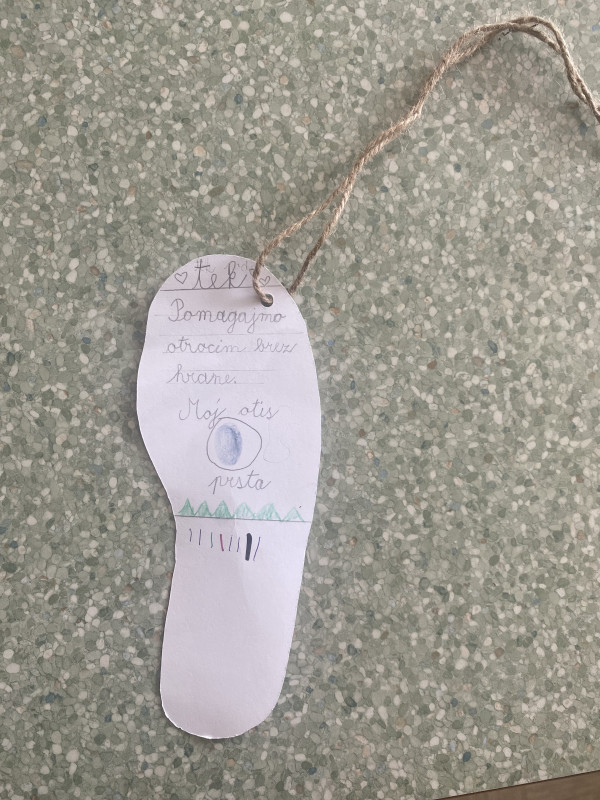 tek
Pomagajmo
otrocim brez
hrane.
Moj otis
prsta